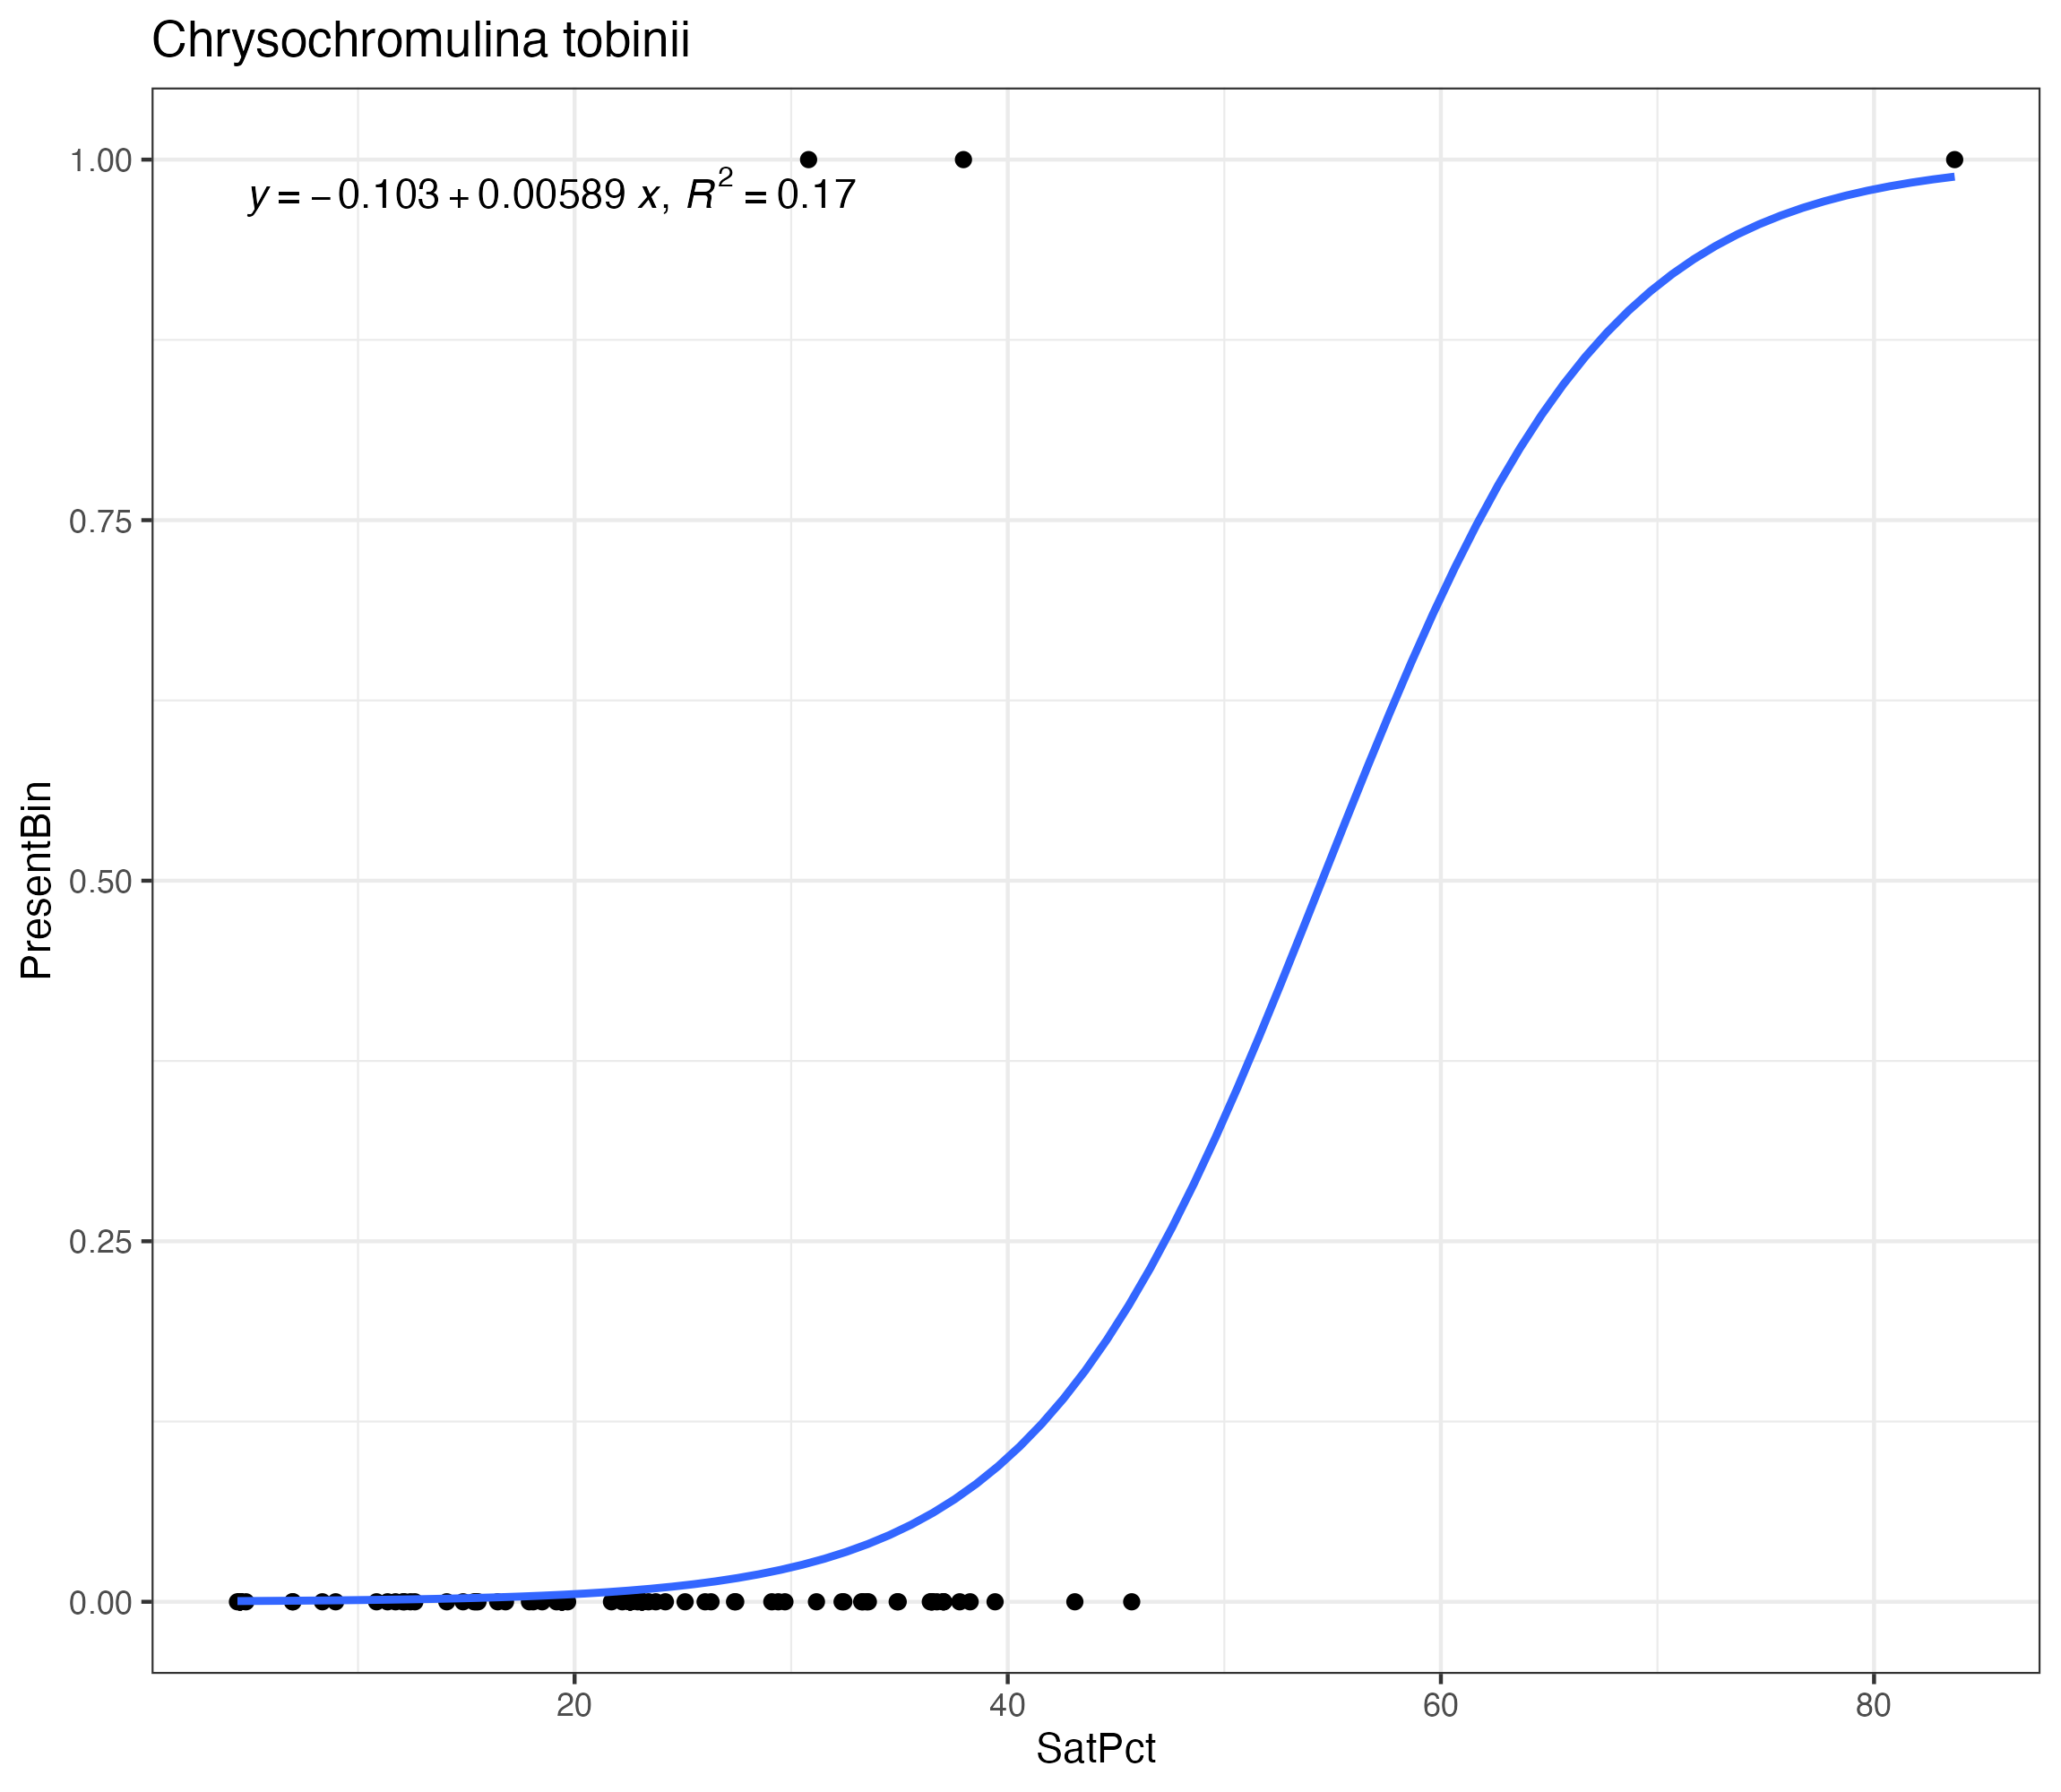 Chrysochromulina tobinii
1.00
y = −0.103 + 0.00589 x, R² = 0.17
0.75
0.50
0.25
0.00
PresentBin
20 40 60 80
SatPct